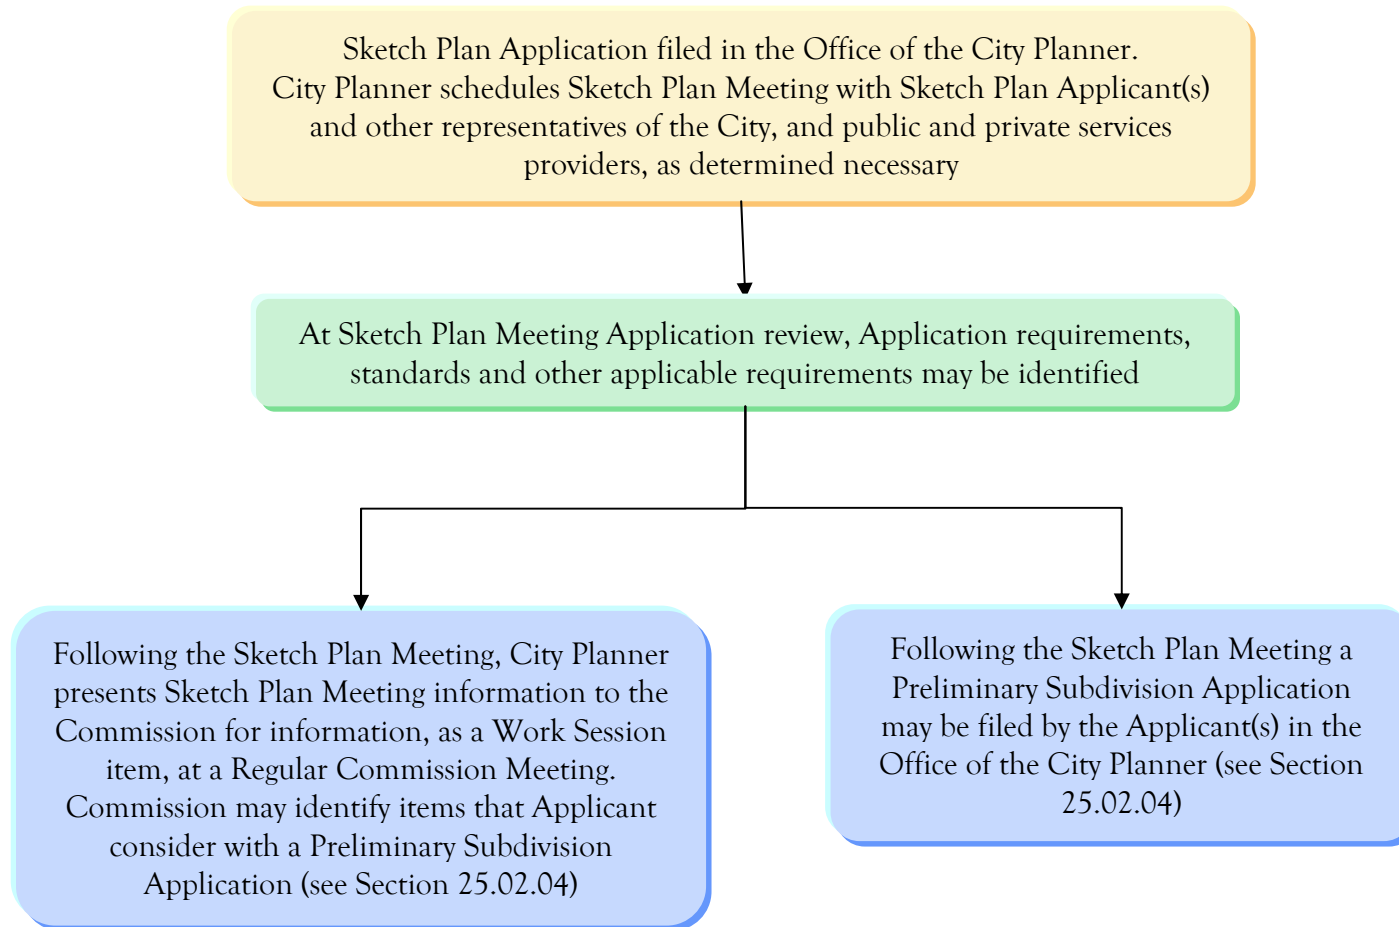 Sketch Plan Application filed in the Office of the City Planner.
City Planner schedules Sketch Plan Meeting with Sketch Plan Applicant(s)
and other representatives of the City, and public and private services
providers, as determined necessary
At Sketch Plan Meeting Application review, Application requirements,
standards and other applicable requirements may be identified
Following the Sketch Plan Meeting, City Planner
presents Sketch Plan Meeting information to the
Commission for information, as a Work Session
item, at a Regular Commission Meeting.
Commission may identify items that Applicant
consider with a Preliminary Subdivision
Application (see Section 25.02.04)
Following the Sketch Plan Meeting a
Preliminary Subdivision Application
may be filed by the Applicant(s) in the
Office of the City Planner (see Section
25.02.04)